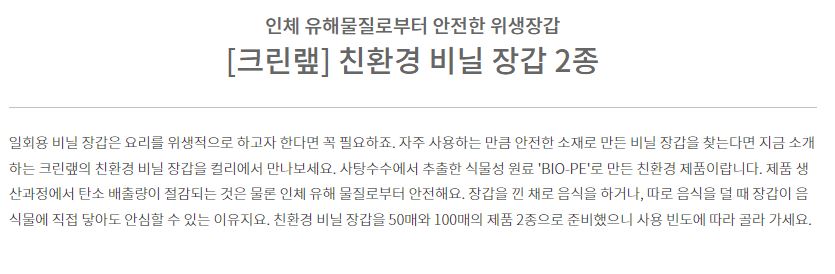 인체 유해물질로부터 안전한 위생장갑
[크린랲] 친환경 비닐 장갑 2종
일회용 비닐 장갑은 요리를 위생적으로 하고자 한다면 꼭 필요하죠. 자주 사용하는 만큼 안전한 소재로 만든 비닐 장갑을 찾는다면 지금 소개
하는 크린랲의 친환경 비닐 장갑을 컬리에서 만나보세요. 사탕수수에서 추출한 식물성 원료 'BIO-PE'로 만든 친환경 제품이랍니다. 제품 생
산과정에서 탄소 배출량이 절감되는 것은 물론 인체 유해 물질로부터 안전해요. 장갑을 낀 채로 음식을 하거나, 따로 음식을 덜 때 장갑이 음
식물에 직접 닿아도 안심할 수 있는 이유지요. 친환경 비닐 장갑을 50매와 100매의 제품 2종으로 준비했으니 사용 빈도에 따라 골라 가세요.